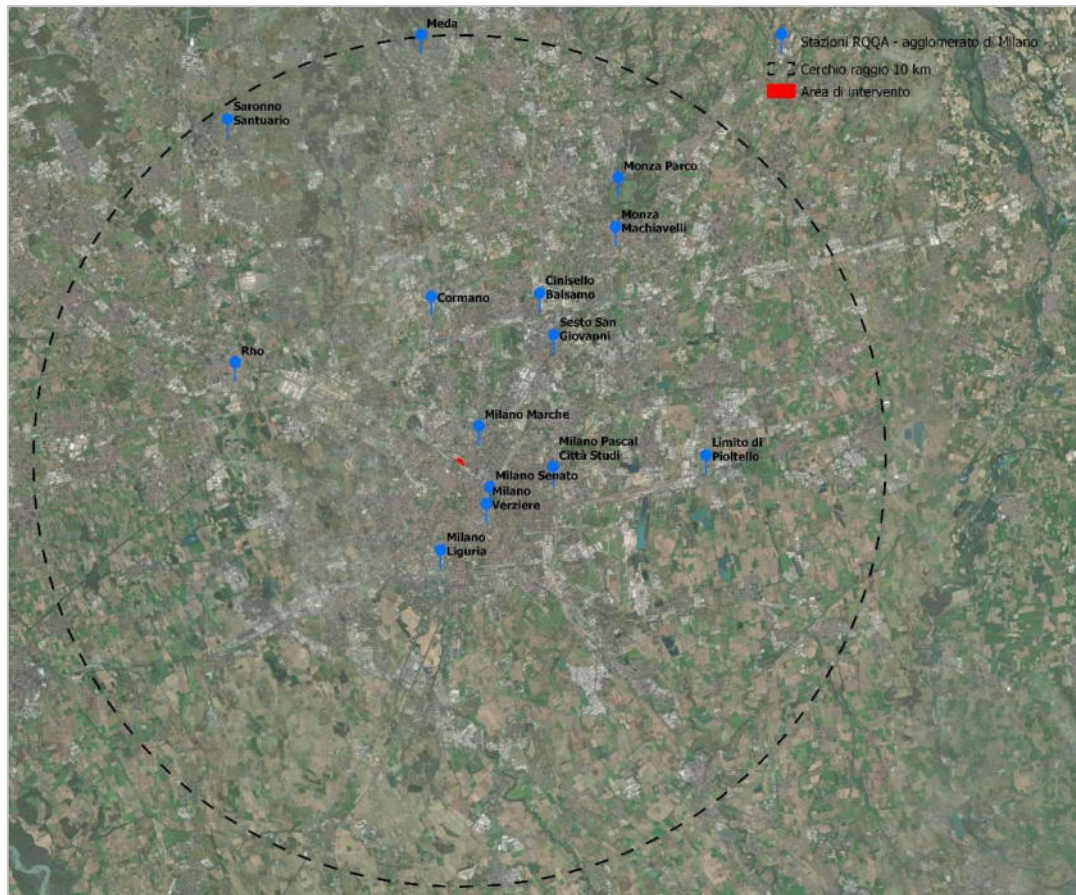 Meda
Stazioni RQQA - agglomerato di Milano
Cerchio raggio 10 km
Area di intervento
Saronno
Santuario
Monza Parco
Monza
Machiavelli
Cinisello
Balsamo
Cormano
Sesto San
Giovanni
Rho
Milano Marche
Milano Pascal
Città Studi
Limito di
Pioltello
Milano Senato
Milano
Verziere
Milano
Liguria